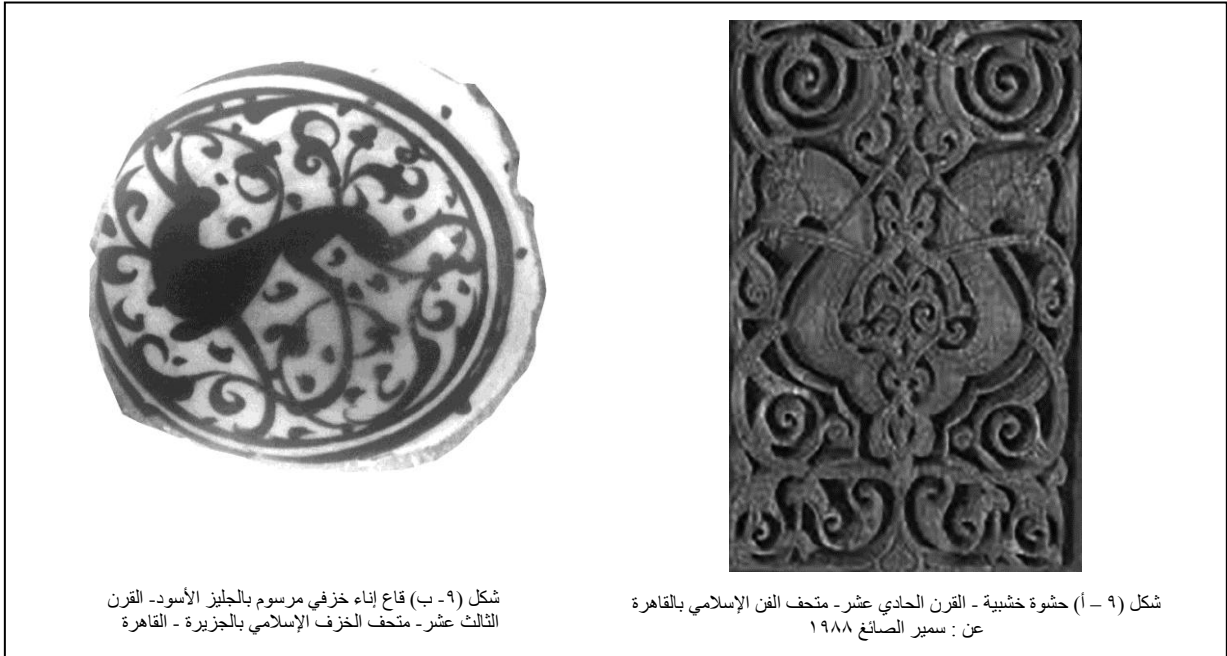 شكل (٩ – أ) حشوة خشبية - القرن الحادي عشر- متحف الفن الإسلامي بالقاهرة
عن : سمير الصائغ ١٩٨٨
شكل (٩- ب) قاع إناء خزفي مرسوم بالجليز الأسود- القرن
الثالث عشر- متحف الخزف الإسلامي بالجزيرة - القاهرة